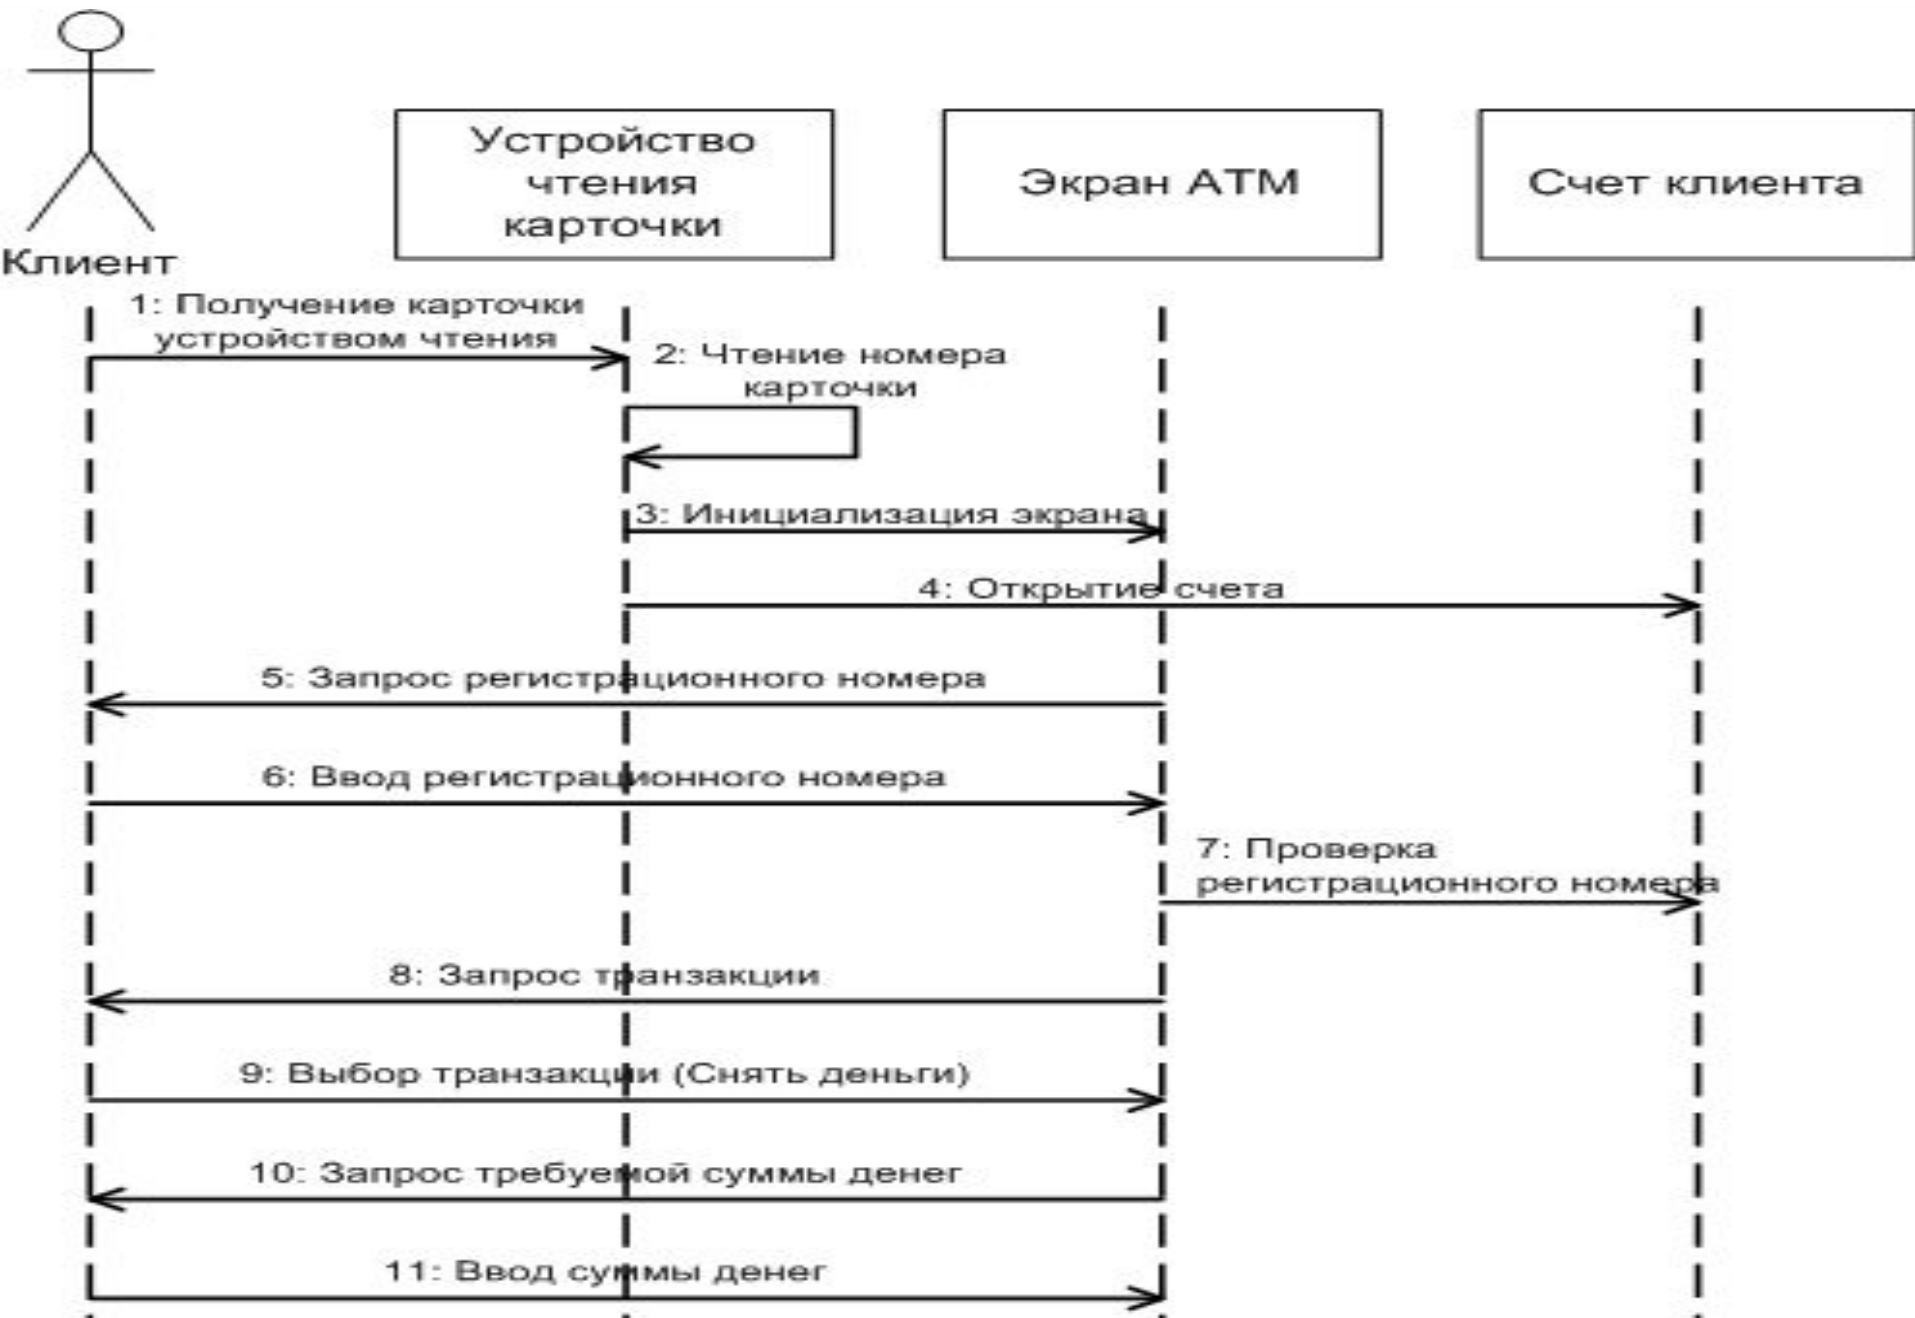 Клиент
Устройство
чтения
карточки
Экран ATM
Счет клиента
1: Получение карточки
устройством чтения
2: Чтение номера
карточки
3: Инициализация экрана
4: Открытие счета
5: Запрос регистрационного номера
6: Ввод регистрационного номера
7: Проверка
регистрационного номера
8: Запрос транзакции
9: Выбор транзакции (Снять деньги)
10: Запрос требуемой суммы денег
11: Ввод суммы денег